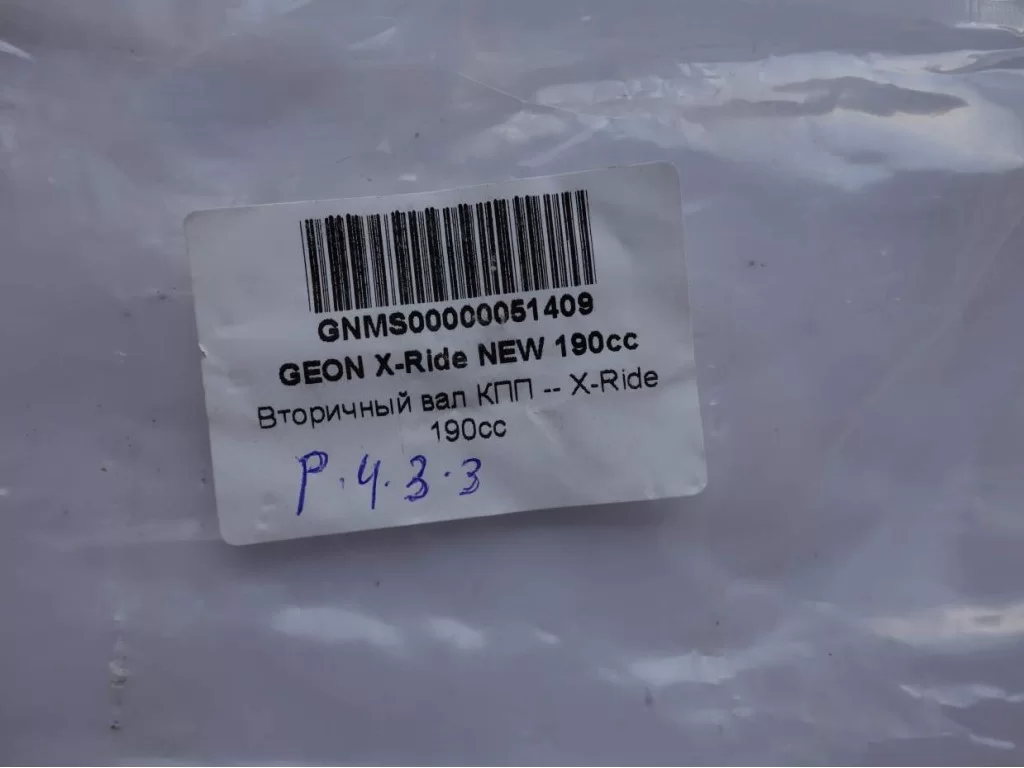 GNMS00000051409
GEON X-Ride NEW 190cc
Вторичный вал КПП -- X-Ride
190cc
P.4.3.3